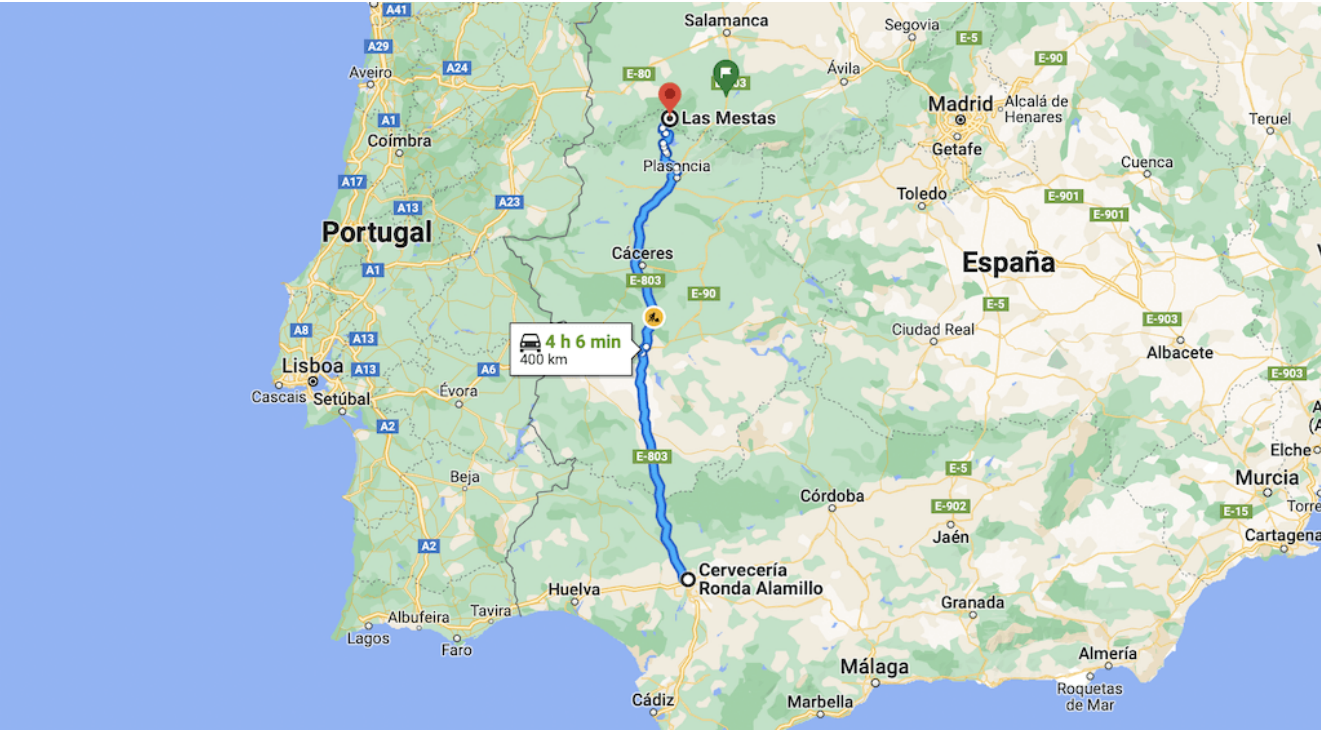 A41
Salamanca
Segovia
E-5
A29
E-90
A24
E-80
Aveiro
Ávila
Madrid
Alcalá de
Henares
Las Mestas
A1
Teruel
Coímbra
Getafe
Plasencia
Cuenca
A17
Toledo
E-901
A23
A13
E-901
Portugal
Cáceres
España
A1
E-803
E-90
E-5
E-903
A8
Ciudad Real
A13
4 h 6 min
400 km
Albacete
Lisboa
A13
A6
E-903
Cascais
Setúbal
Évora
A2
Elche
E-803
E-5
Beja
Murcia
Córdoba
E-902
E-15
Torre
Jaén
Cartagena
A2
Cervecería
Ronda Alamillo
Huelva
Granada
Albufeira
Tavira
Lagos
Faro
Almería
Málaga
Roquetas
de Mar
Cádiz
Marbella